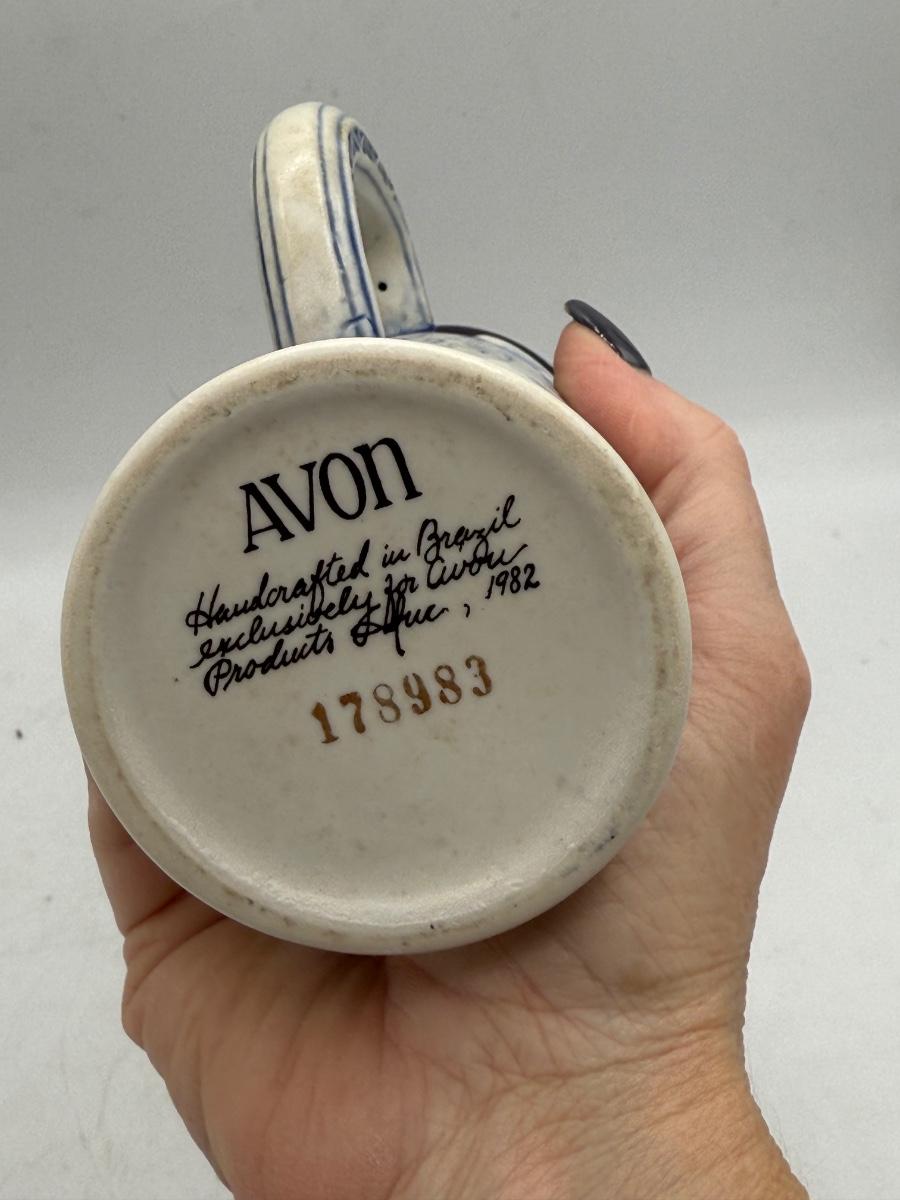 AVON
Handcrafted in Brazil
exclusively for Avon
Products Inc., 1982
178983